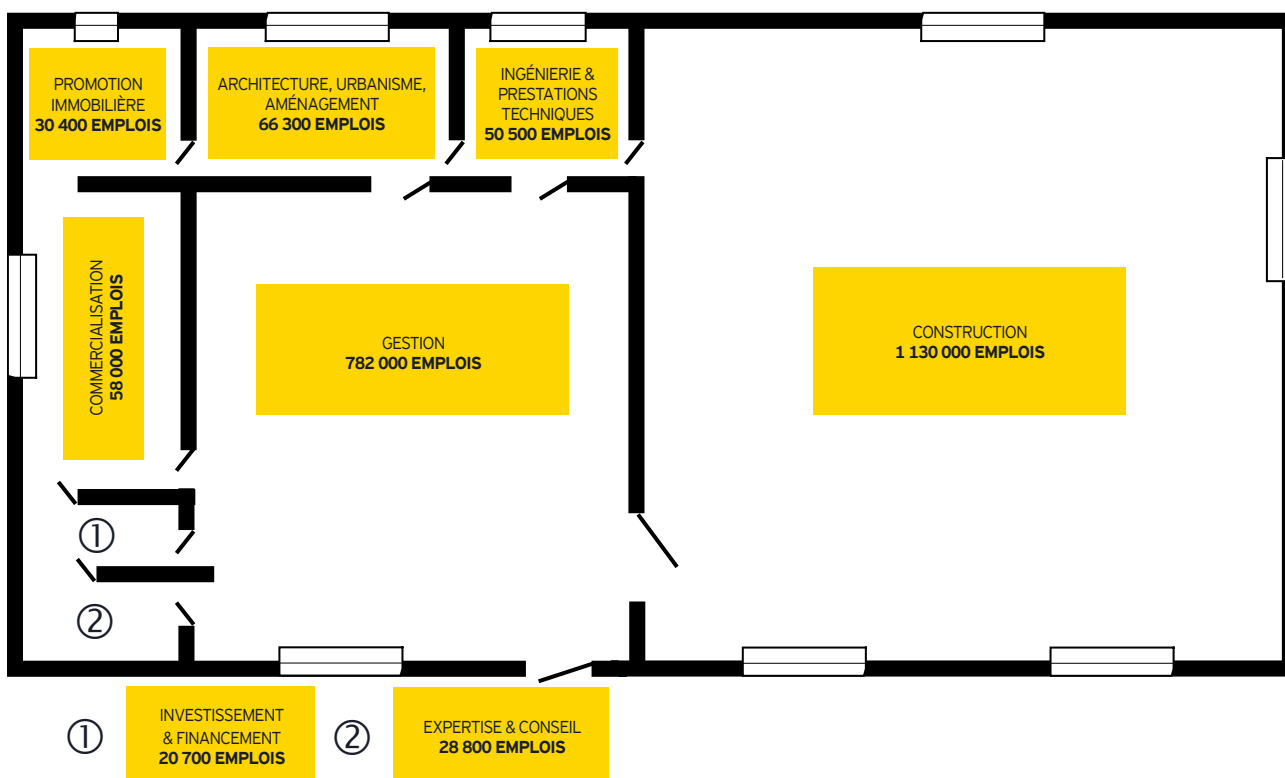 PROMOTION
IMMOBILIÈRE
30 400 EMPLOIS
ARCHITECTURE, URBANISME,
AMÉNAGEMENT
66 300 EMPLOIS
INGÉNIERIE &
PRESTATIONS
TECHNIQUES
50 500 EMPLOIS
COMMERCIALISATION
58 000 EMPLOIS
GESTION
782 000 EMPLOIS
CONSTRUCTION
1 130 000 EMPLOIS
①
②
①
INVESTISSEMENT
& FINANCEMENT
20 700 EMPLOIS
②
EXPERTISE & CONSEIL
28 800 EMPLOIS